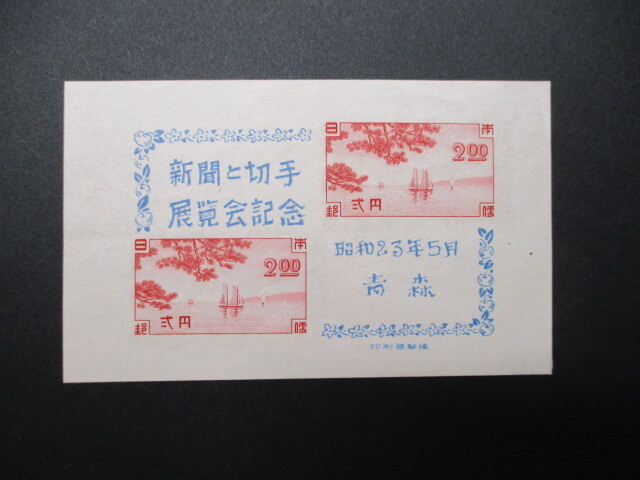 新聞と切手
展覧会記念
日本
2.00
弐円
郵便
日本
2.00
弐円
郵便
昭和23年5月
青森
印刷局製造